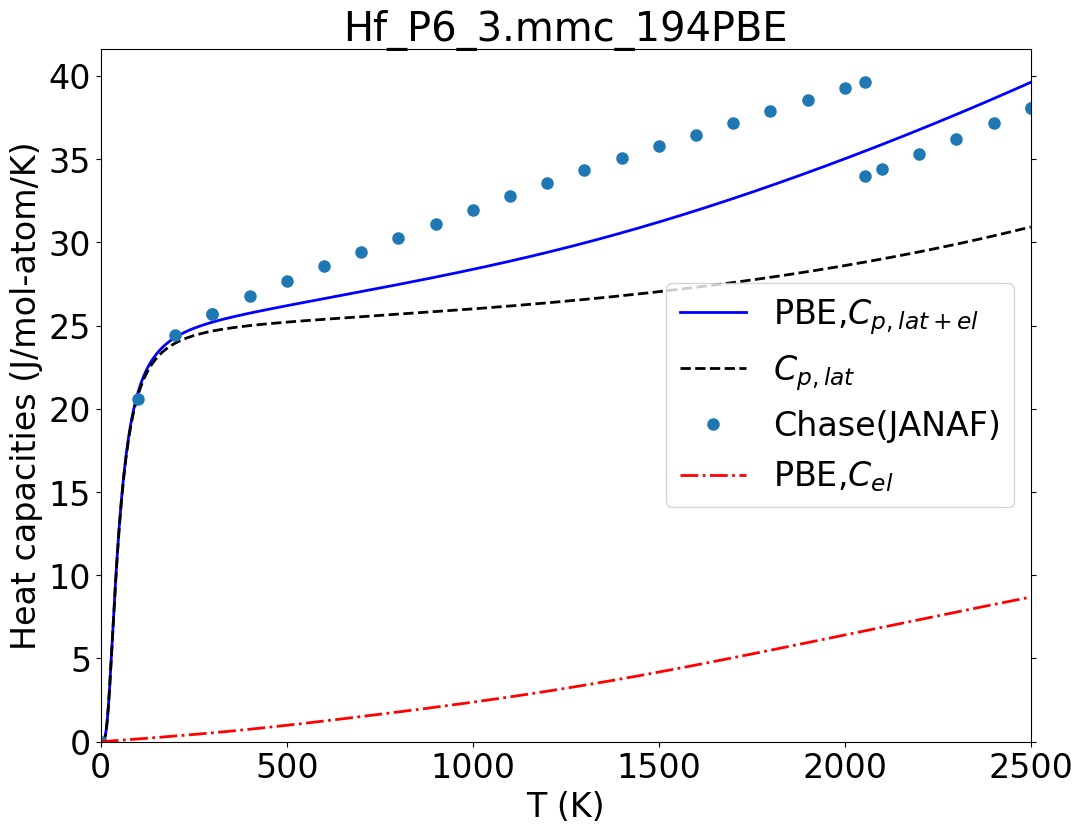 Hf_P6_3.mmc_194PBE
Heat capacities (J/mol-atom/K)
40
35
30
25
20
15
10
5
0
PBE,C_{p,lat+el}
C_{p,lat}
Chase(JANAF)
PBE,C_{el}
0 500 1000 1500 2000 2500
T (K)